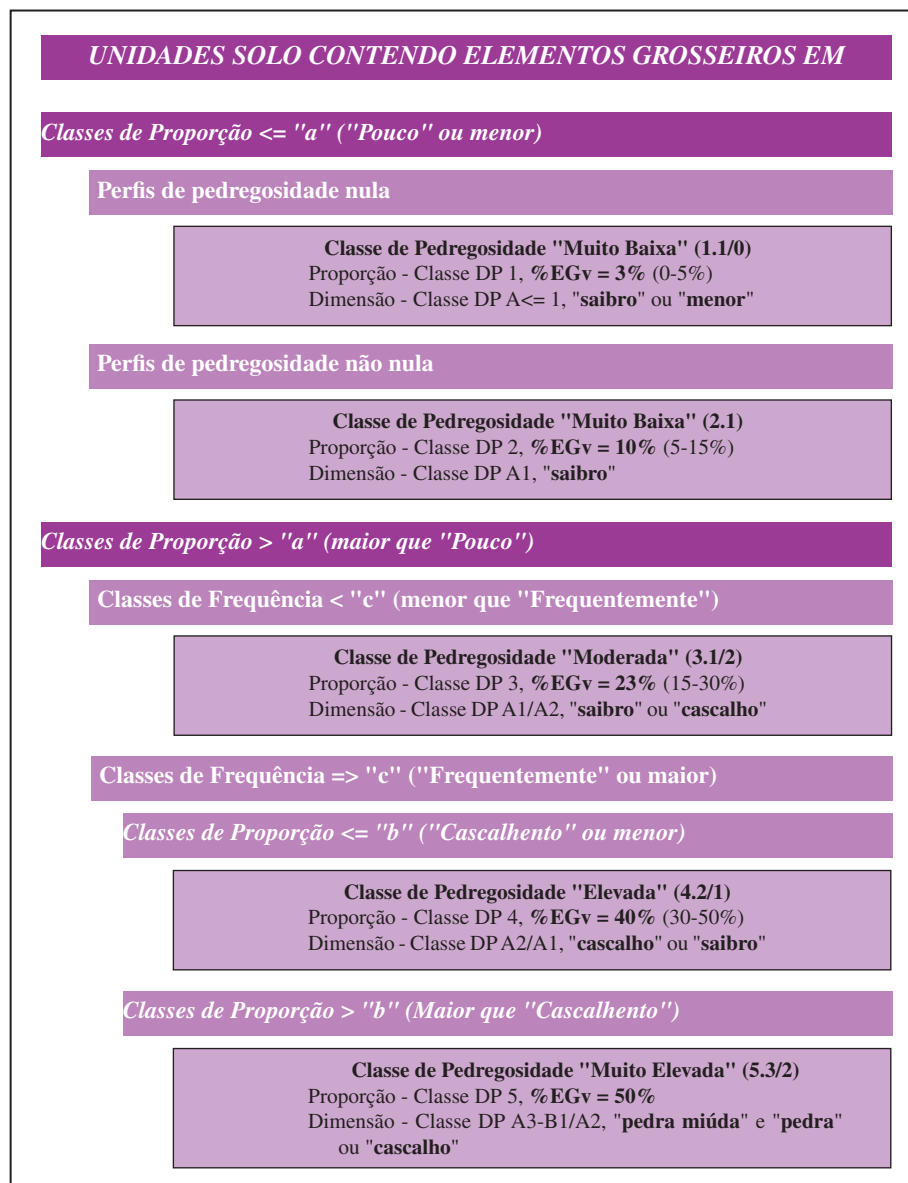 UNIDADES SOLO CONTENDO ELEMENTOS GROSSEIROS EM
Classes de Proporção <= "a" ("Pouco" ou menor)
Perfis de pedregosidade nula
Classe de Pedregosidade "Muito Baixa" (1.1/0)
Proporção - Classe DP 1, %EGv = 3% (0-5%)
Dimensão - Classe DP A<= 1, "saibro" ou "menor"
Perfis de pedregosidade não nula
Classe de Pedregosidade "Muito Baixa" (2.1)
Proporção - Classe DP 2, %EGv = 10% (5-15%)
Dimensão - Classe DP A1, "saibro"
Classes de Proporção > "a" (maior que "Pouco")
Classes de Frequência < "c" (menor que "Frequentemente")
Classe de Pedregosidade "Moderada" (3.1/2)
Proporção - Classe DP 3, %EGv = 23% (15-30%)
Dimensão - Classe DP A1/A2, "saibro" ou "cascalho"
Classes de Frequência => "c" ("Frequentemente" ou maior)
Classes de Proporção <= "b" ("Cascalhento" ou menor)
Classe de Pedregosidade "Elevada" (4.2/1)
Proporção - Classe DP 4, %EGv = 40% (30-50%)
Dimensão - Classe DP A2/A1, "cascalho" ou "saibro"
Classes de Proporção > "b" (Maior que "Cascalhento")
Classe de Pedregosidade "Muito Elevada" (5.3/2)
Proporção - Classe DP 5, %EGv = 50%
Dimensão - Classe DP A3-B1/A2, "pedra miúda" e "pedra"
ou "cascalho"